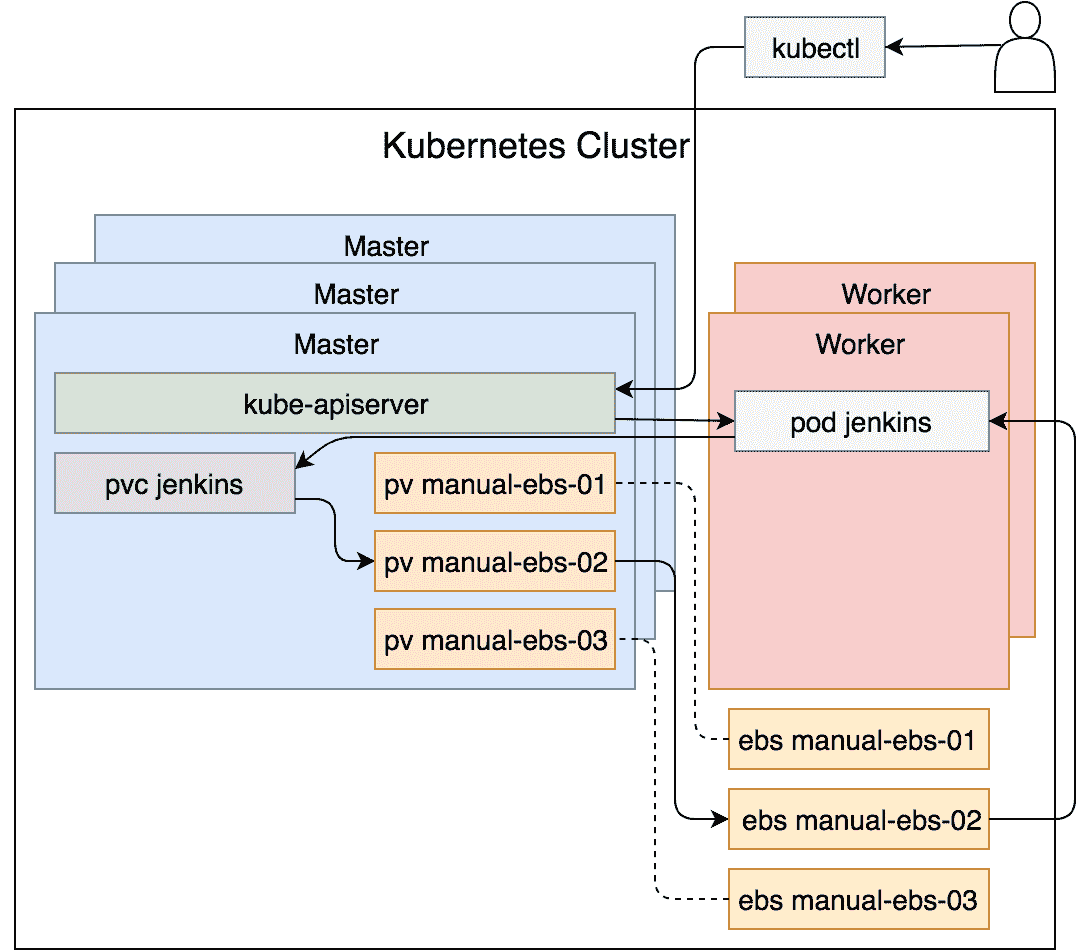 kubectl
Kubernetes Cluster
Master
Master
Master
Worker
Worker
kube-apiserver
pod jenkins
pvc jenkins
pv manual-ebs-01
pv manual-ebs-02
pv manual-ebs-03
ebs manual-ebs-01
ebs manual-ebs-02
ebs manual-ebs-03